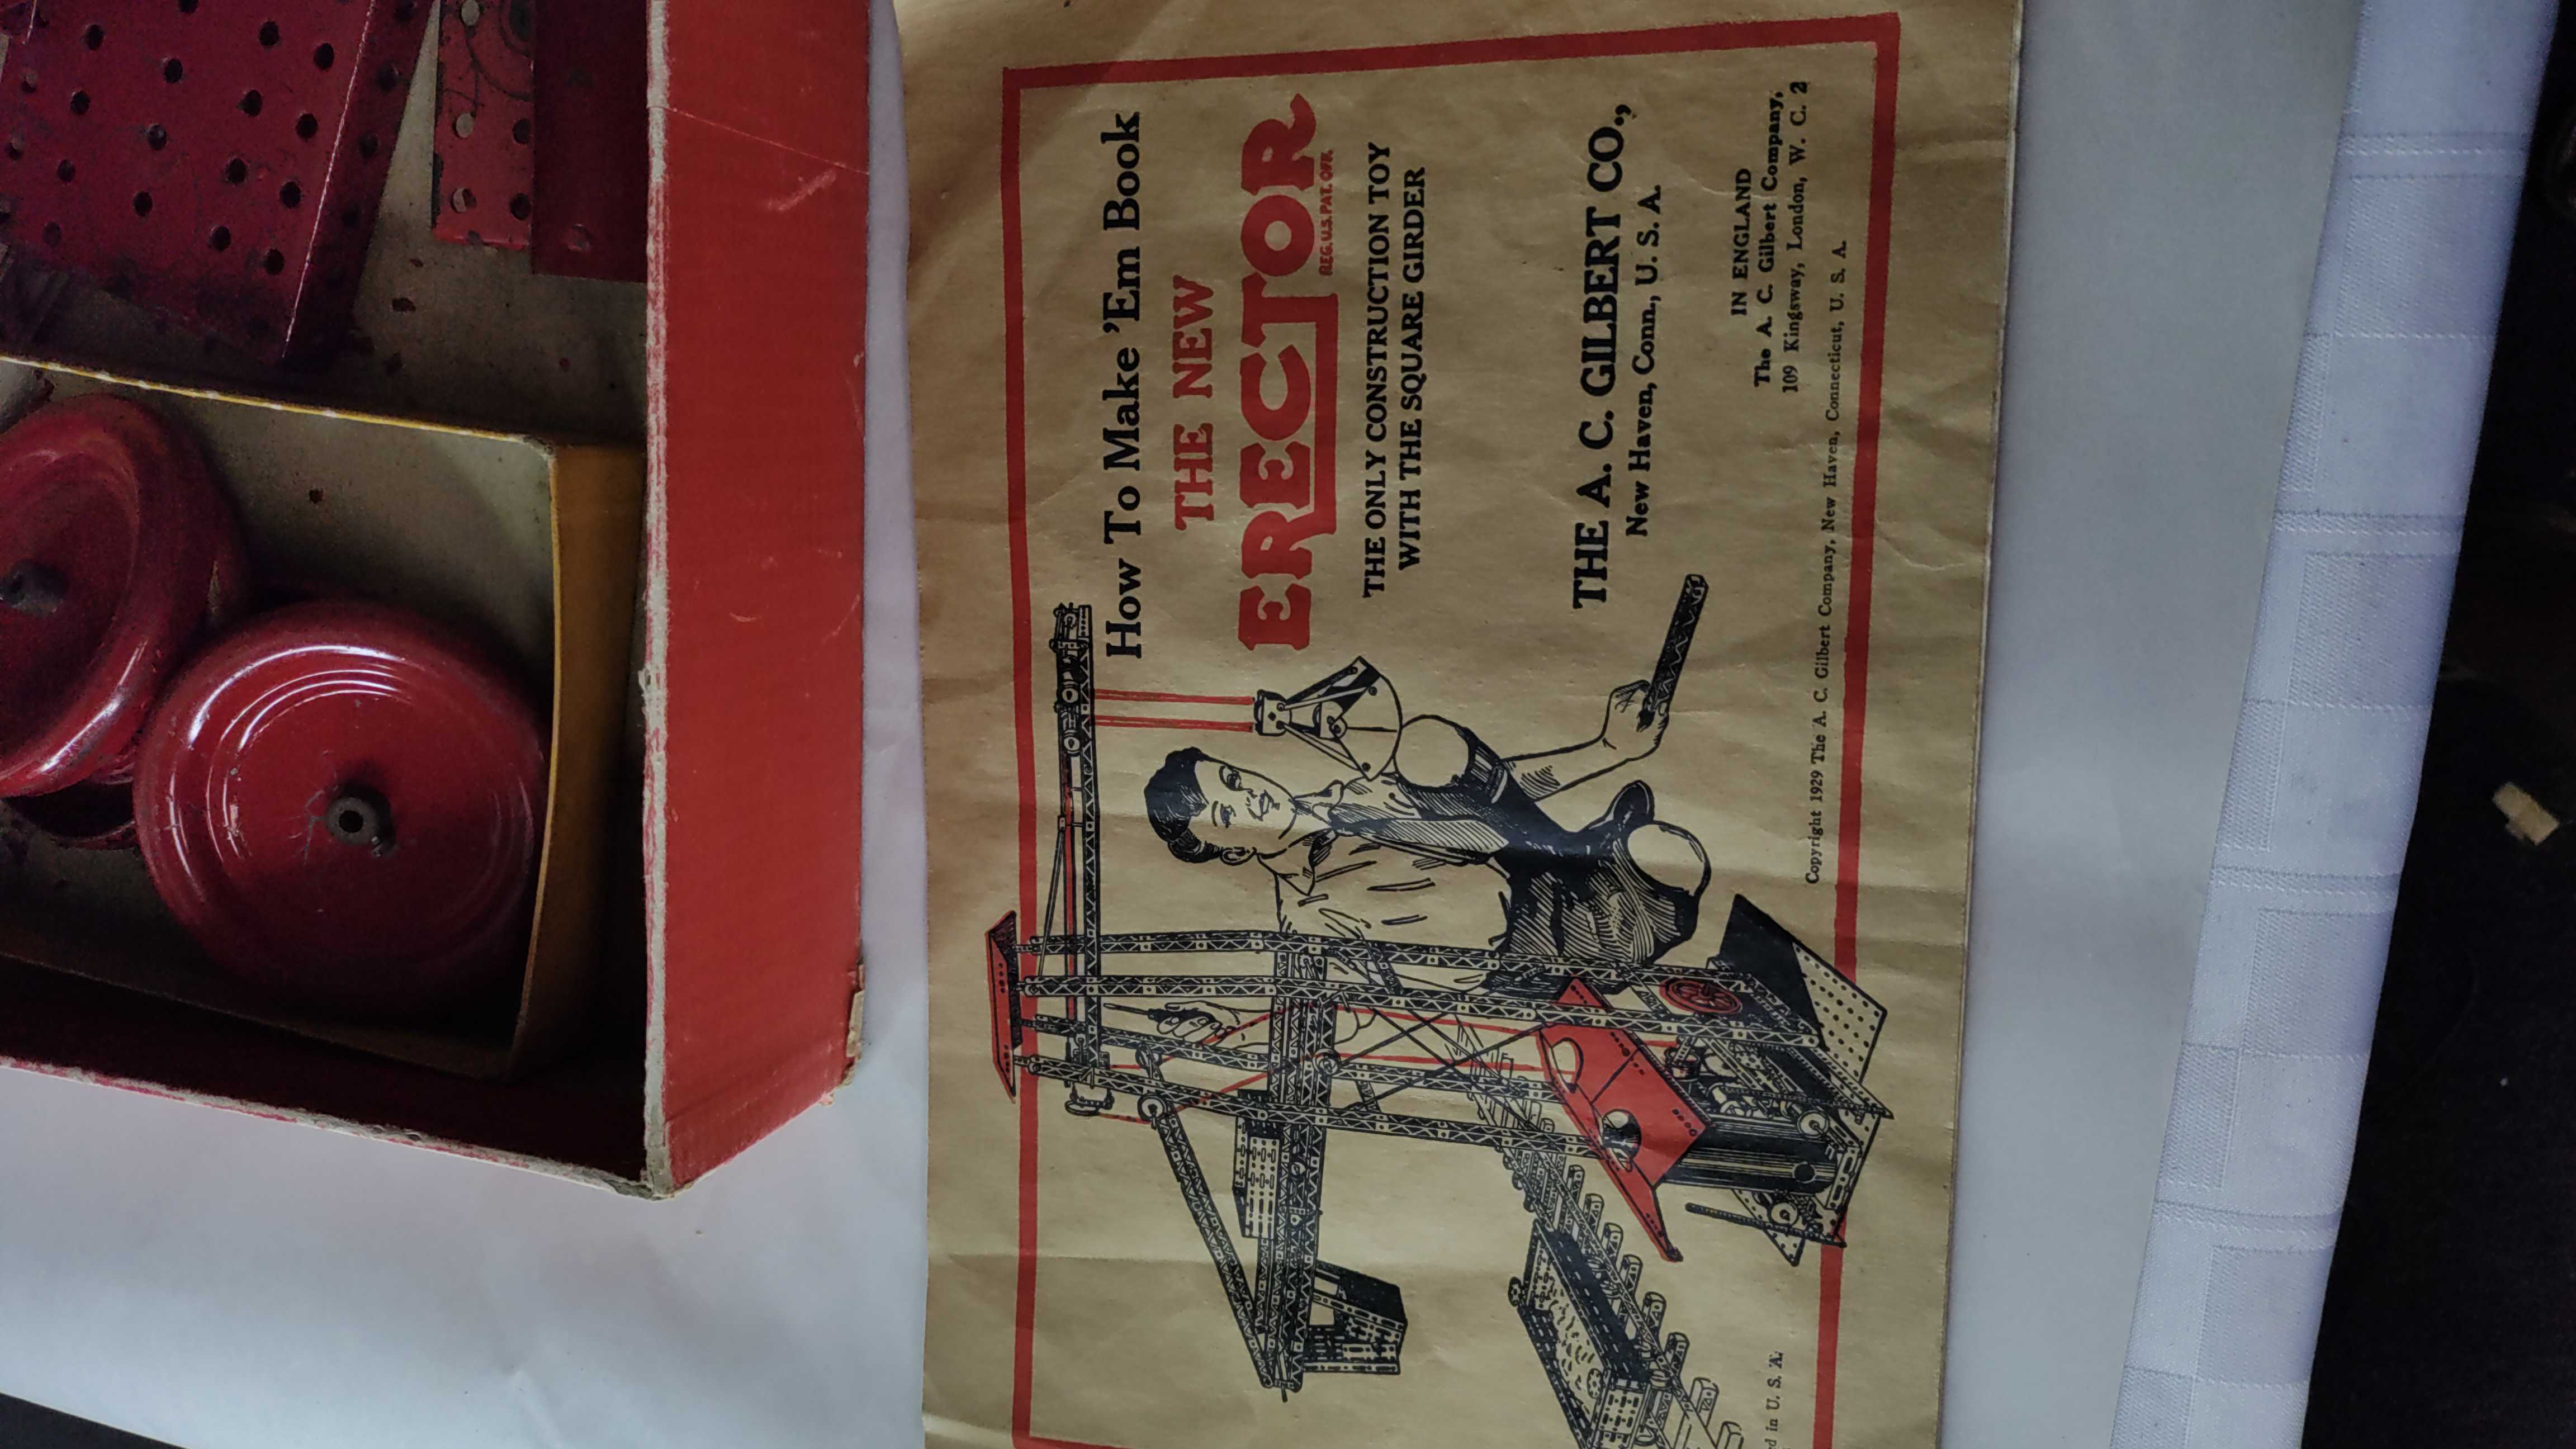 How To Make 'Em Book
THE NEW
ERECTOR
REG. U.S. PAT. OFF.
THE ONLY CONSTRUCTION TOY
WITH THE SQUARE GIRDER
THE A. C. GILBERT CO.,
New Haven, Conn., U. S. A.
IN ENGLAND
The A. C. Gilbert Company,
109 Kingsway, London, W. C. 2
Copyright 1929 The A. C. Gilbert Company, New Haven, Connecticut, U. S. A.
in U. S. A.